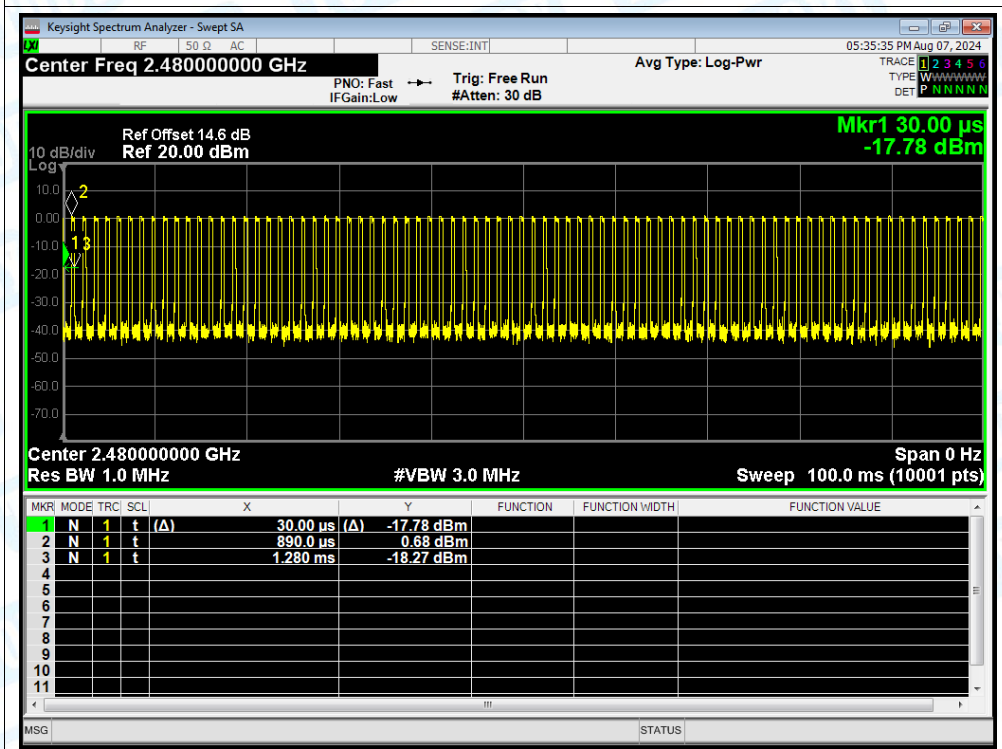 Keysight Spectrum Analyzer - Swept SA
LXI RF 50 Ω AC SENSE:INT 05:35:35 PM Aug 07, 2024
Center Freq 2.480000000 GHz Avg Type: Log-Pwr TRACE 1 2 3 4 5 6
PNO: Fast Trig: Free Run TYPE WWWWWW
IFGain:Low #Atten: 30 dB DET P N N N N N
Mkr1 30.00 µs
Ref Offset 14.6 dB
10 dB/div Ref 20.00 dBm -17.78 dBm
Log
10.0
2
0.00
-10.0
1 3
-20.0
-30.0
-40.0
-50.0
-60.0
-70.0
Center 2.480000000 GHz Span 0 Hz
Res BW 1.0 MHz #VBW 3.0 MHz Sweep 100.0 ms (10001 pts)
MKR MODE TRC SCL X Y FUNCTION FUNCTION WIDTH FUNCTION VALUE
1 N 1 t (Δ) 30.00 µs (Δ) -17.78 dBm
2 N 1 t 890.0 µs 0.68 dBm
3 N 1 t 1.280 ms -18.27 dBm
4
5
6
7
8
9
10
11
MSG STATUS